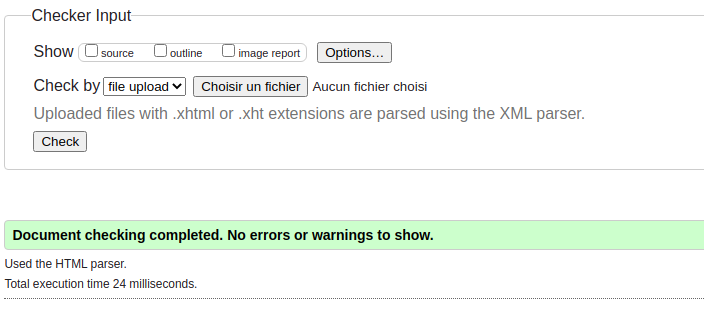 Checker Input
Show source outline image report Options...
Check by file upload Choisir un fichier Aucun fichier choisi
Uploaded files with .xhtml or .xht extensions are parsed using the XML parser.
Check
Document checking completed. No errors or warnings to show.
Used the HTML parser.
Total execution time 24 milliseconds.